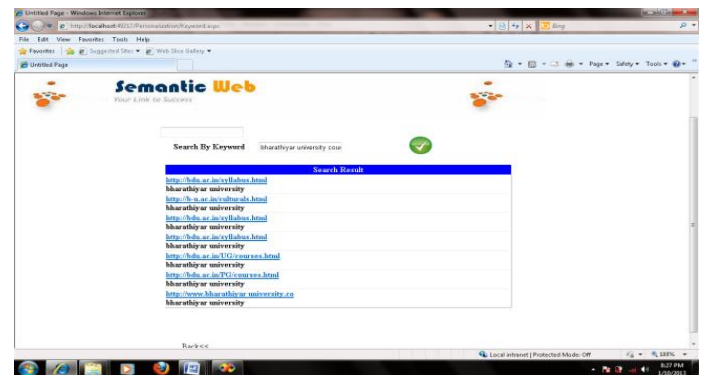 Untitled Page - Windows Internet Explorer
http://localhost:49257/Personalization/Keyword.aspx
Bing
File Edit View Favorites Tools Help
Favorites Suggested Sites Web Slice Gallery
Untitled Page
Page Safety Tools
Semantic Web
Your Link to Success
Search By Keyword bharathiyar university cour
Search Result
http://bdu.ac.in/syllabus.html
bharathiyar university
http://b-u.ac.in/culturals.html
bharathiyar university
http://bdu.ac.in/syllabus.html
bharathiyar university
http://bdu.ac.in/syllabus.html
bharathiyar university
http://bdu.ac.in/UG/courses.html
bharathiyar university
http://bdu.ac.in/PG/courses.html
bharathiyar university
http://www.bharathiyar university.co
bharathiyar university
Back<<
Local intranet | Protected Mode: Off
8:27 PM
1/10/2013